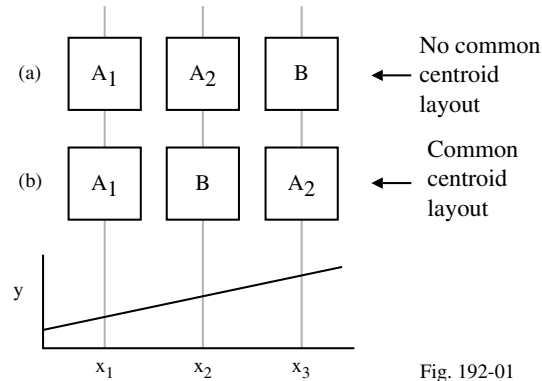 (a) A1 A2 B
No common
centroid
layout
(b) A1 B A2
Common
centroid
layout
y
x1 x2 x3
Fig. 192-01